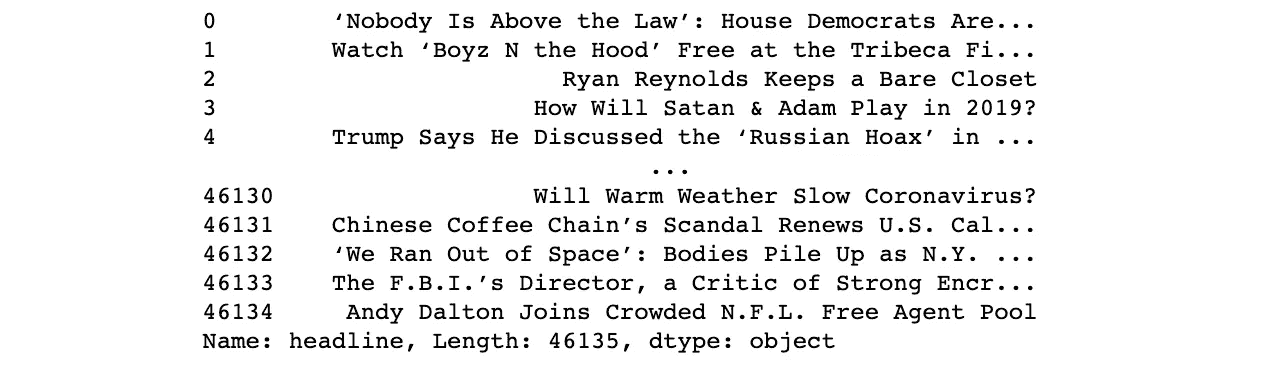 0 ‘Nobody Is Above the Law’: House Democrats Are...
1 Watch ‘Boyz N the Hood’ Free at the Tribeca Fi...
2 Ryan Reynolds Keeps a Bare Closet
3 How Will Satan & Adam Play in 2019?
4 Trump Says He Discussed the ‘Russian Hoax’ in ...
...
46130 Will Warm Weather Slow Coronavirus?
46131 Chinese Coffee Chain’s Scandal Renews U.S. Cal...
46132 ‘We Ran Out of Space’: Bodies Pile Up as N.Y. ...
46133 The F.B.I.’s Director, a Critic of Strong Encr...
46134 Andy Dalton Joins Crowded N.F.L. Free Agent Pool
Name: headline, Length: 46135, dtype: object